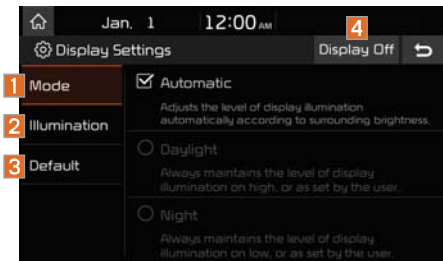 Jan. 1 12:00 AM
4
Display Settings Display Off
1 Mode
Automatic
Adjusts the level of display illumination
automatically according to surrounding brightness.
2 Illumination
Daylight
3 Default
Always maintains the level of display
illumination on high, or as set by the user.
Night
Always maintains the level of display
illumination on low, or as set by the user.